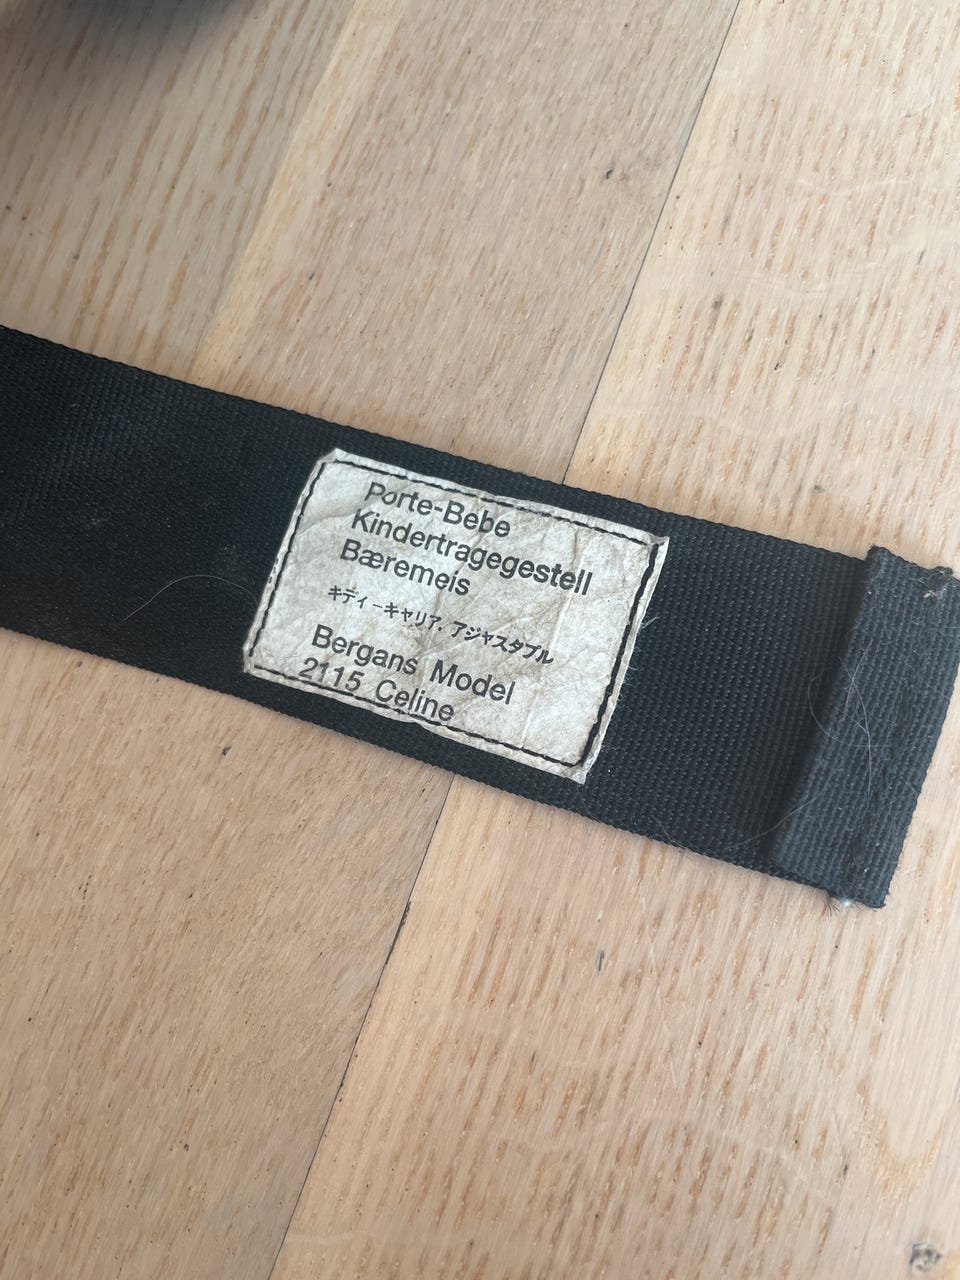 Porte-Bebe
Kindertragegestell
Bæremeis
キディーキャリア. アジャスタブル
Bergans Model
2115 Celine